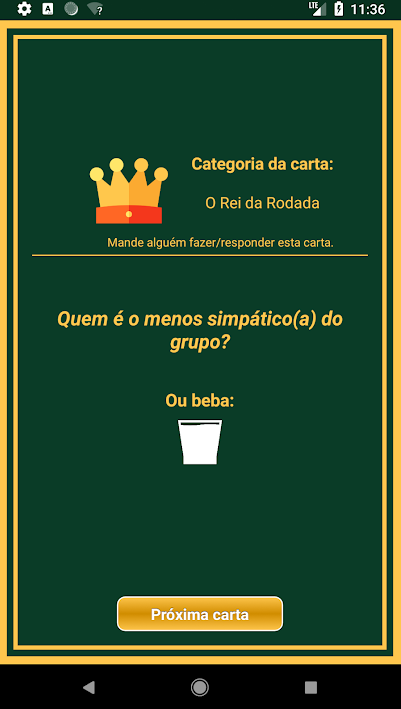 A
?
LTE
11:36
Categoria da carta:
O Rei da Rodada
Mande alguém fazer/responder esta carta.
Quem é o menos simpático(a) do
grupo?
Ou beba:
Próxima carta